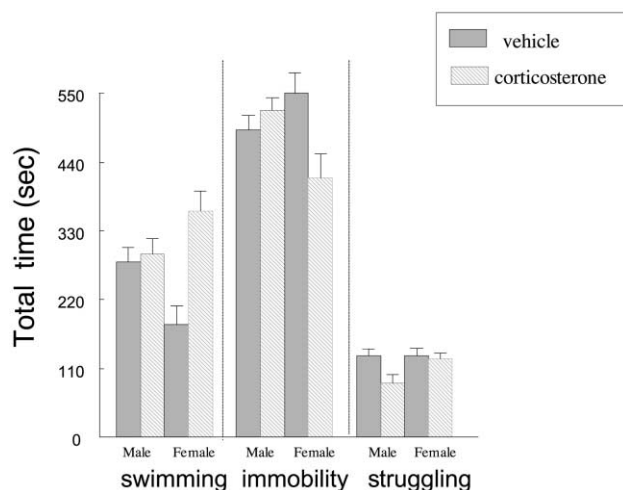 vehicle
corticosterone
Total time (sec)
550
440
330
220
110
0
Male Female Male Female Male Female
swimming immobility struggling